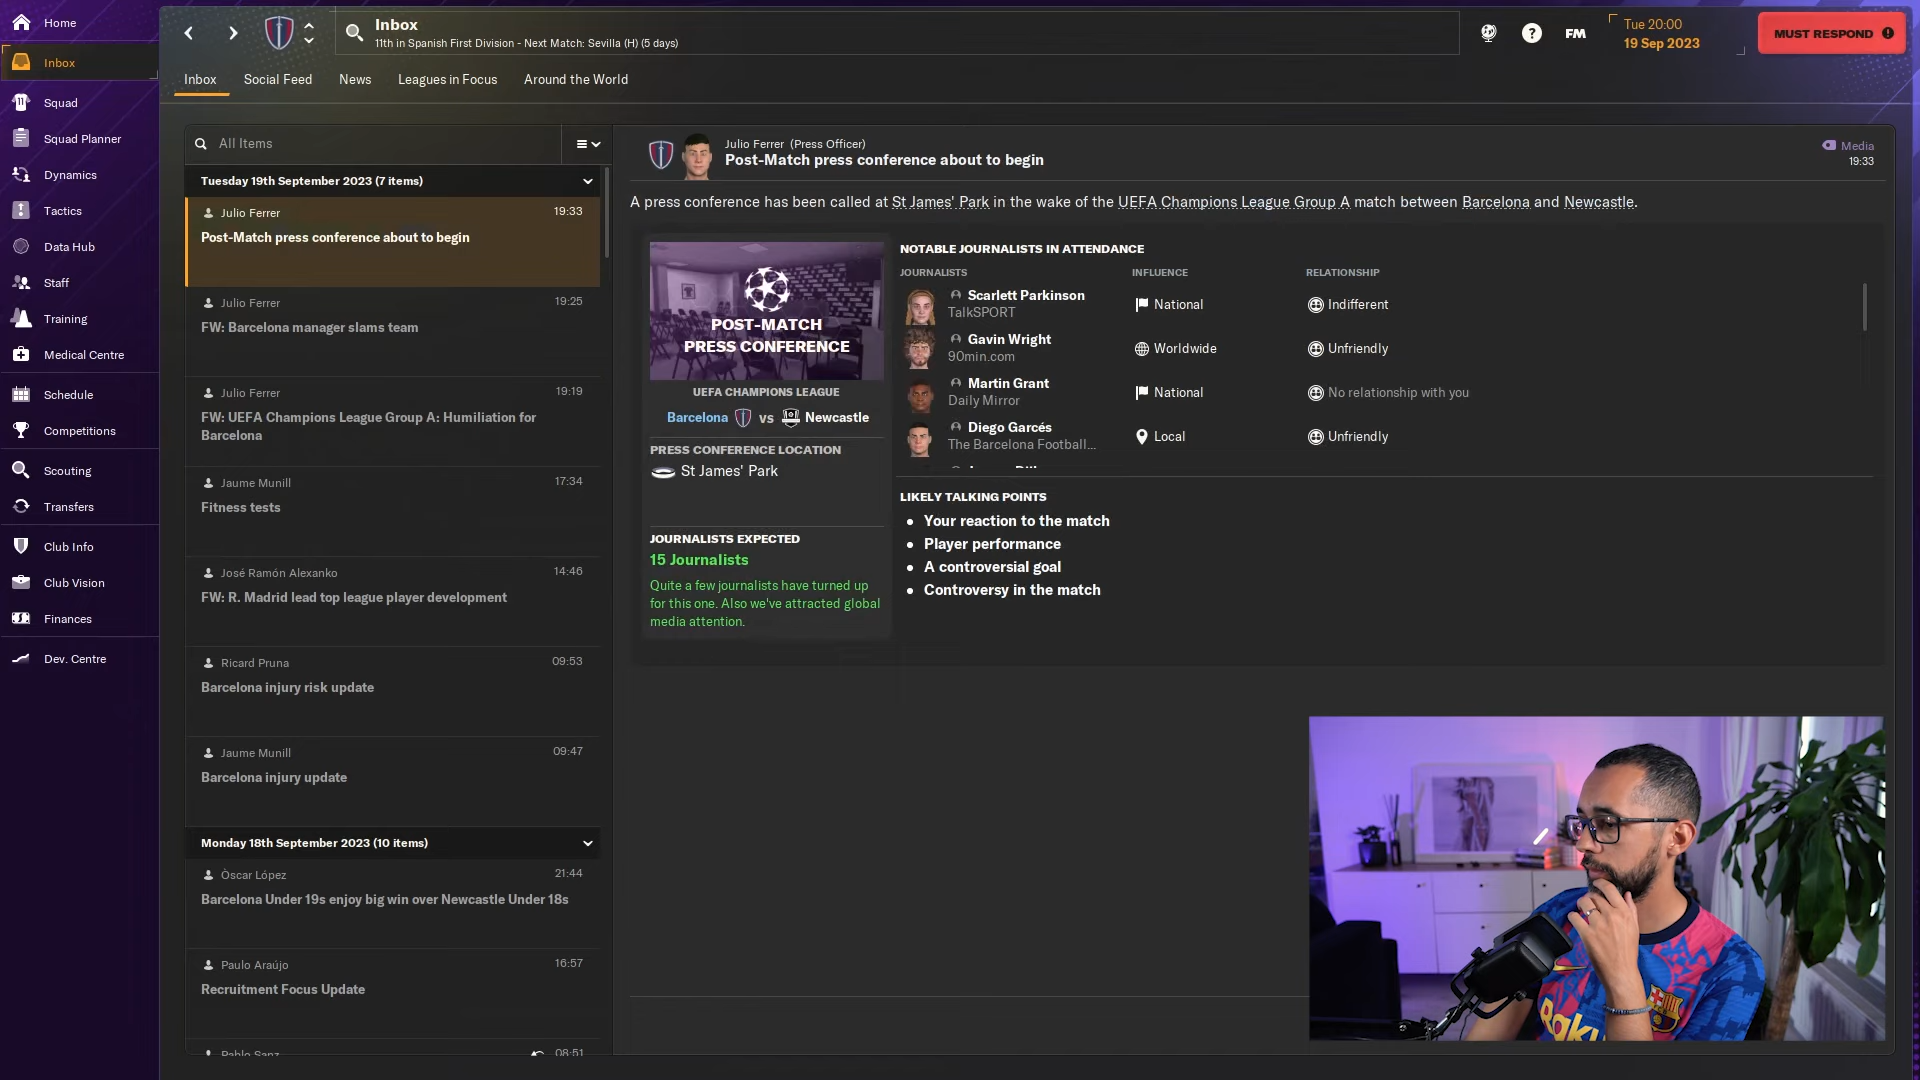 Home
Inbox
Squad
Squad Planner
Dynamics
Tactics
Data Hub
Staff
Training
Medical Centre
Schedule
Competitions
Scouting
Transfers
Club Info
Club Vision
Finances
Dev. Centre
Inbox
11th in Spanish First Division - Next Match: Sevilla (H) (5 days)
FM
Tue 20:00
19 Sep 2023
MUST RESPOND
Inbox Social Feed News Leagues in Focus Around the World
All Items
Tuesday 19th September 2023 (7 items)
Julio Ferrer 19:33
Post-Match press conference about to begin
Julio Ferrer 19:25
FW: Barcelona manager slams team
Julio Ferrer 19:19
FW: UEFA Champions League Group A: Humiliation for
Barcelona
Jaume Munill 17:34
Fitness tests
José Ramón Alexanko 14:46
FW: R. Madrid lead top league player development
Ricard Pruna 09:53
Barcelona injury risk update
Jaume Munill 09:47
Barcelona injury update
Monday 18th September 2023 (10 items)
Òscar López 21:44
Barcelona Under 19s enjoy big win over Newcastle Under 18s
Paulo Araújo 16:57
Recruitment Focus Update
Pablo Sanz 08:51
Julio Ferrer (Press Officer)
Post-Match press conference about to begin
Media
19:33
A press conference has been called at St James' Park in the wake of the UEFA Champions League Group A match between Barcelona and Newcastle.
POST-MATCH
PRESS CONFERENCE
UEFA CHAMPIONS LEAGUE
Barcelona vs Newcastle
PRESS CONFERENCE LOCATION
St James' Park
JOURNALISTS EXPECTED
15 Journalists
Quite a few journalists have turned up
for this one. Also we've attracted global
media attention.
NOTABLE JOURNALISTS IN ATTENDANCE
JOURNALISTS INFLUENCE RELATIONSHIP
Scarlett Parkinson
TalkSPORT
National Indifferent
Gavin Wright
90min.com
Worldwide Unfriendly
Martin Grant
Daily Mirror
National No relationship with you
Diego Garcés
The Barcelona Football...
Local Unfriendly
LIKELY TALKING POINTS
• Your reaction to the match
• Player performance
• A controversial goal
• Controversy in the match